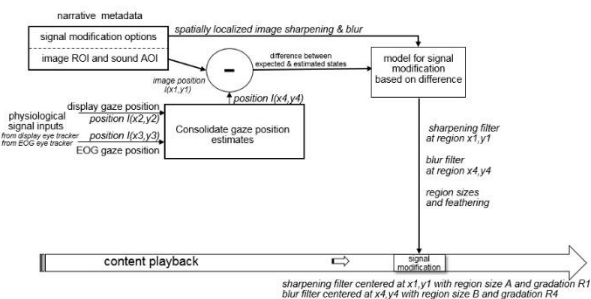 narrative metadata
signal modification options
image ROI and sound AOI
spatially localized image sharpening & blur
image position
I(x1,y1)
difference between
expected & estimated states
model for signal
modification
based on difference
position I(x4,y4)
physiological
signal inputs
from display eye tracker
from EOG eye tracker
display gaze position
position I(x2,y2)
position I(x3,y3)
EOG gaze position
Consolidate gaze position
estimates
sharpening filter
at region x1,y1
blur filter
at region x4,y4
region sizes
and feathering
content playback
signal
modification
sharpening filter centered at x1,y1 with region size A and gradation R1
blur filter centered at x4,y4 with region size B and gradation R4